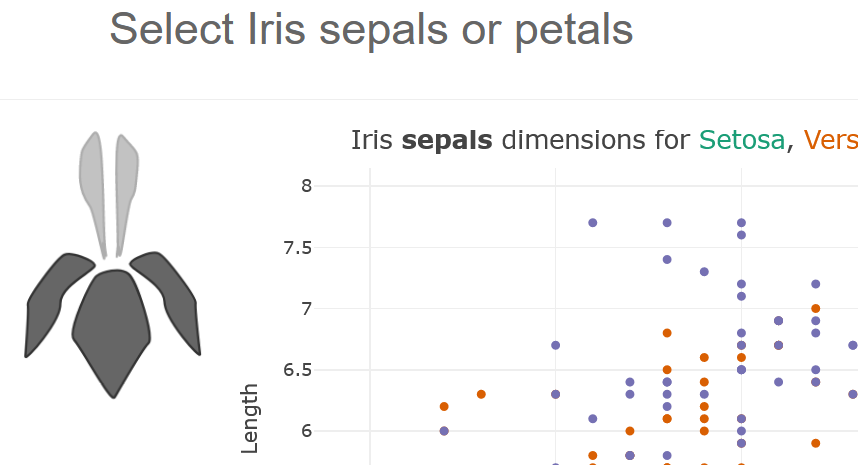 Select Iris sepals or petals
Iris sepals dimensions for Setosa, Vers
8
7.5
7
6.5
6
Length